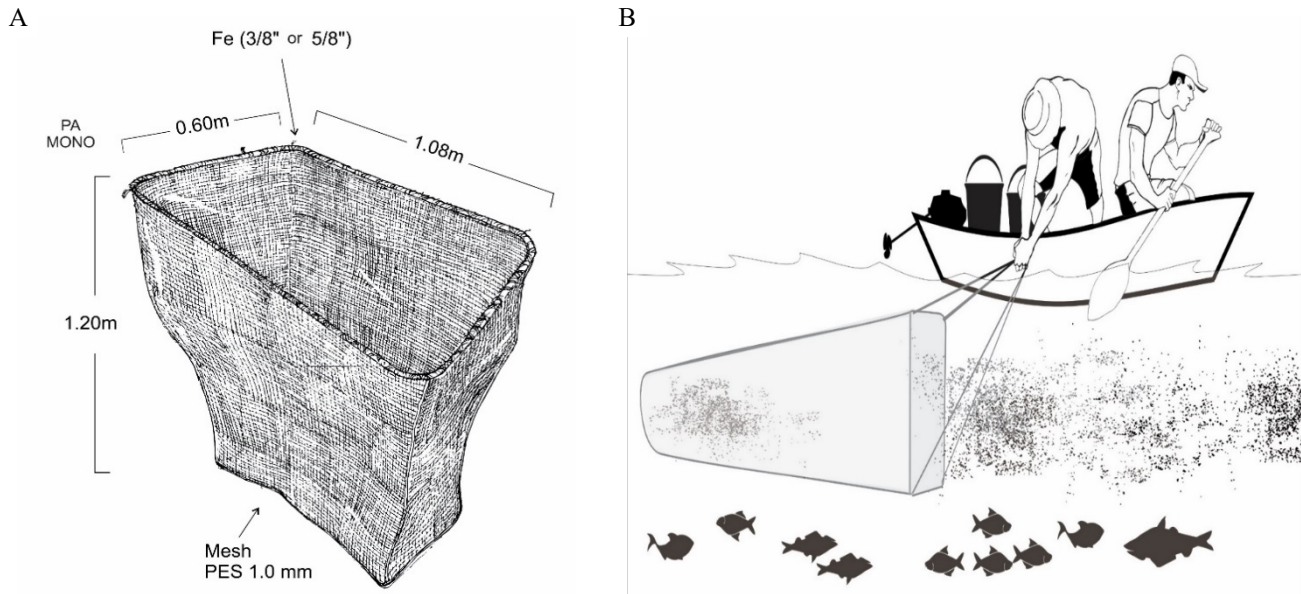 A
B
Fe (3/8" or 5/8")
PA
MONO
0.60m
1.08m
1.20m
Mesh
PES 1.0 mm